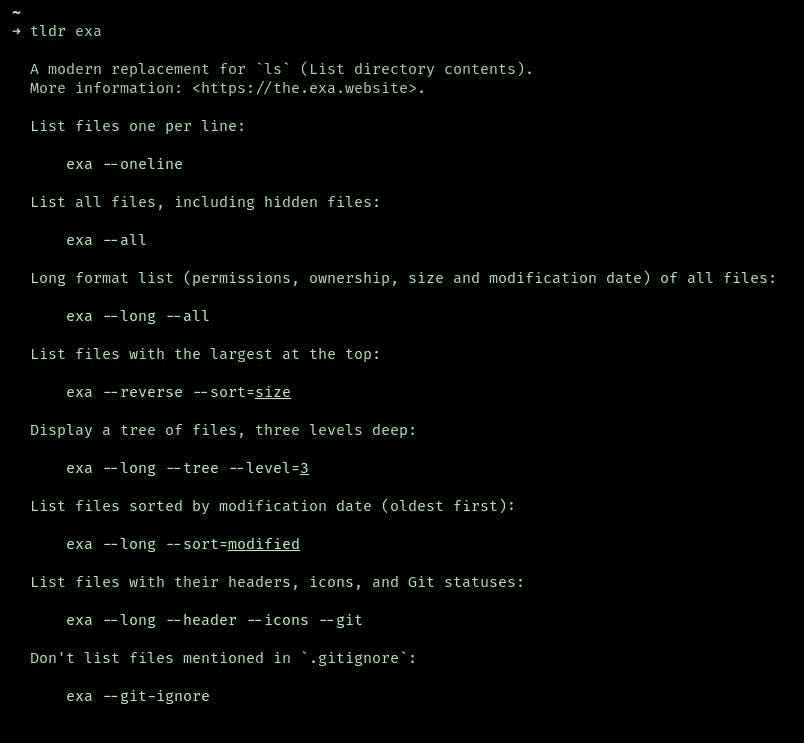 ~
→ tldr exa
A modern replacement for `ls` (List directory contents).
More information: <https://the.exa.website>.
List files one per line:
exa --oneline
List all files, including hidden files:
exa --all
Long format list (permissions, ownership, size and modification date) of all files:
exa --long --all
List files with the largest at the top:
exa --reverse --sort=size
Display a tree of files, three levels deep:
exa --long --tree --level=3
List files sorted by modification date (oldest first):
exa --long --sort=modified
List files with their headers, icons, and Git statuses:
exa --long --header --icons --git
Don't list files mentioned in `.gitignore`:
exa --git-ignore